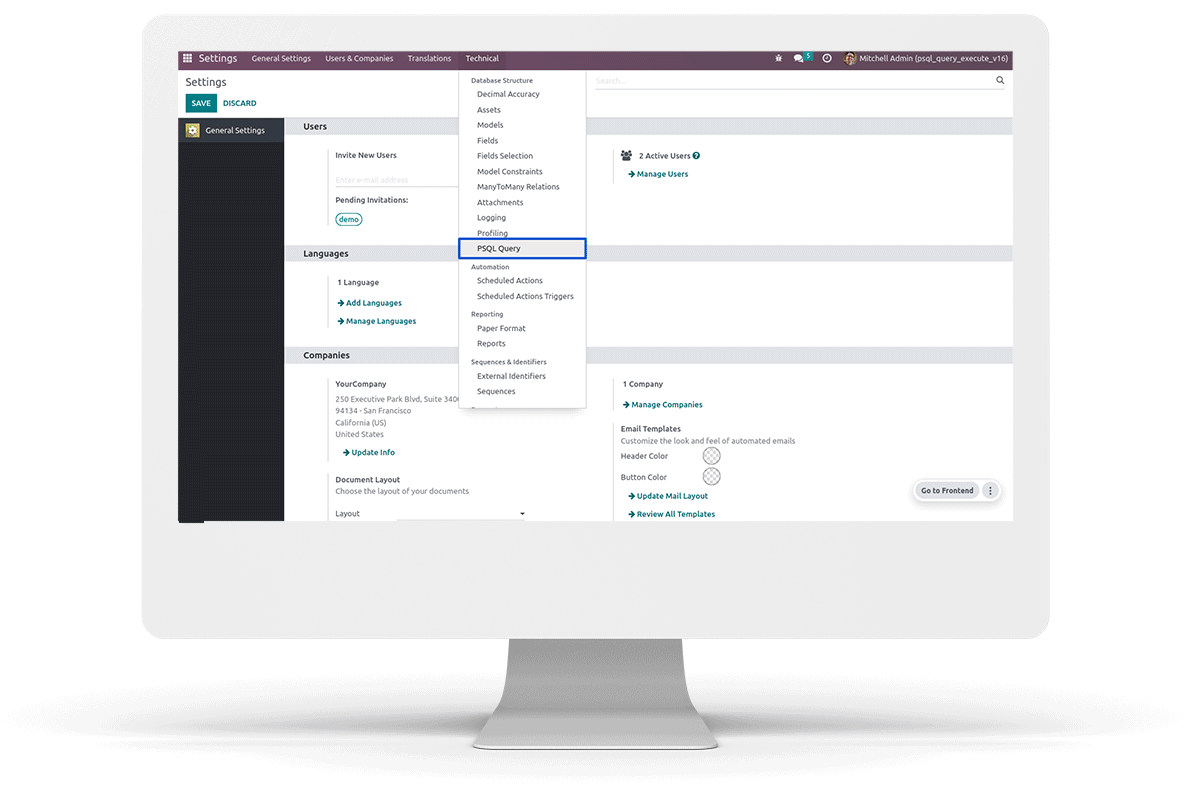 Settings General Settings Users & Companies Translations Technical 5 Mitchell Admin (psql_query_execute_v16)
Settings
Search...
SAVE DISCARD
General Settings
Users
Invite New Users
Enter e-mail address
Pending Invitations:
demo
2 Active Users
Manage Users
Languages
1 Language
Add Languages
Manage Languages
Companies
YourCompany
250 Executive Park Blvd, Suite 340
94134 - San Francisco
California (US)
United States
Update Info
1 Company
Manage Companies
Document Layout
Choose the layout of your documents
Layout
Email Templates
Customize the look and feel of automated emails
Header Color
Button Color
Update Mail Layout
Review All Templates
Database Structure
Decimal Accuracy
Assets
Models
Fields
Fields Selection
Model Constraints
ManyToMany Relations
Attachments
Logging
Profiling
PSQL Query
Automation
Scheduled Actions
Scheduled Actions Triggers
Reporting
Paper Format
Reports
Sequences & Identifiers
External Identifiers
Sequences
Go to Frontend